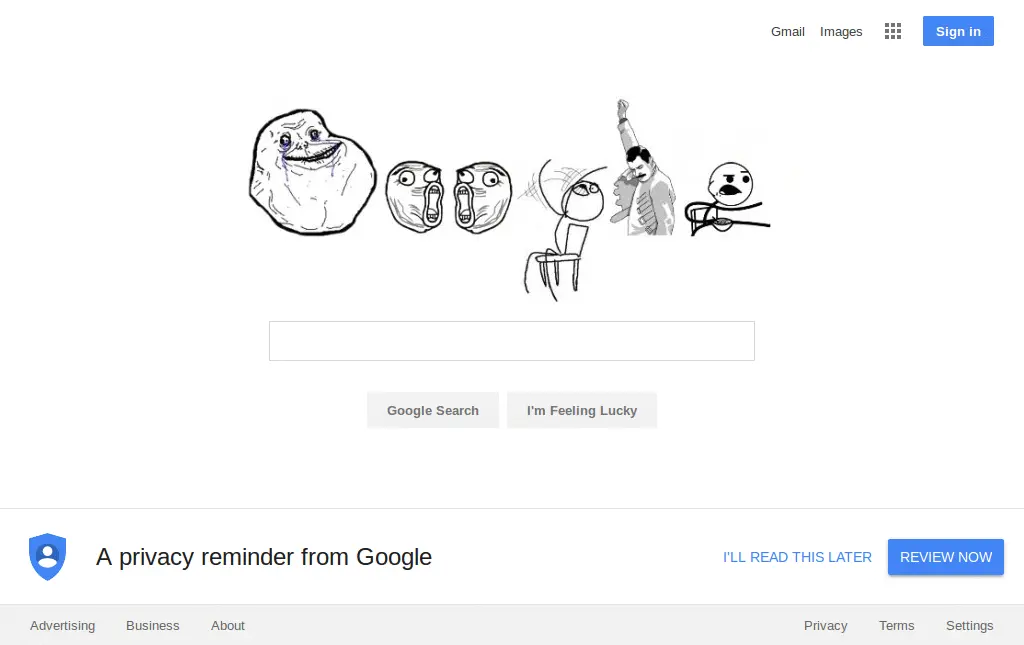 Gmail Images Sign in
Google Search I'm Feeling Lucky
A privacy reminder from Google I'LL READ THIS LATER REVIEW NOW
Advertising Business About Privacy Terms Settings